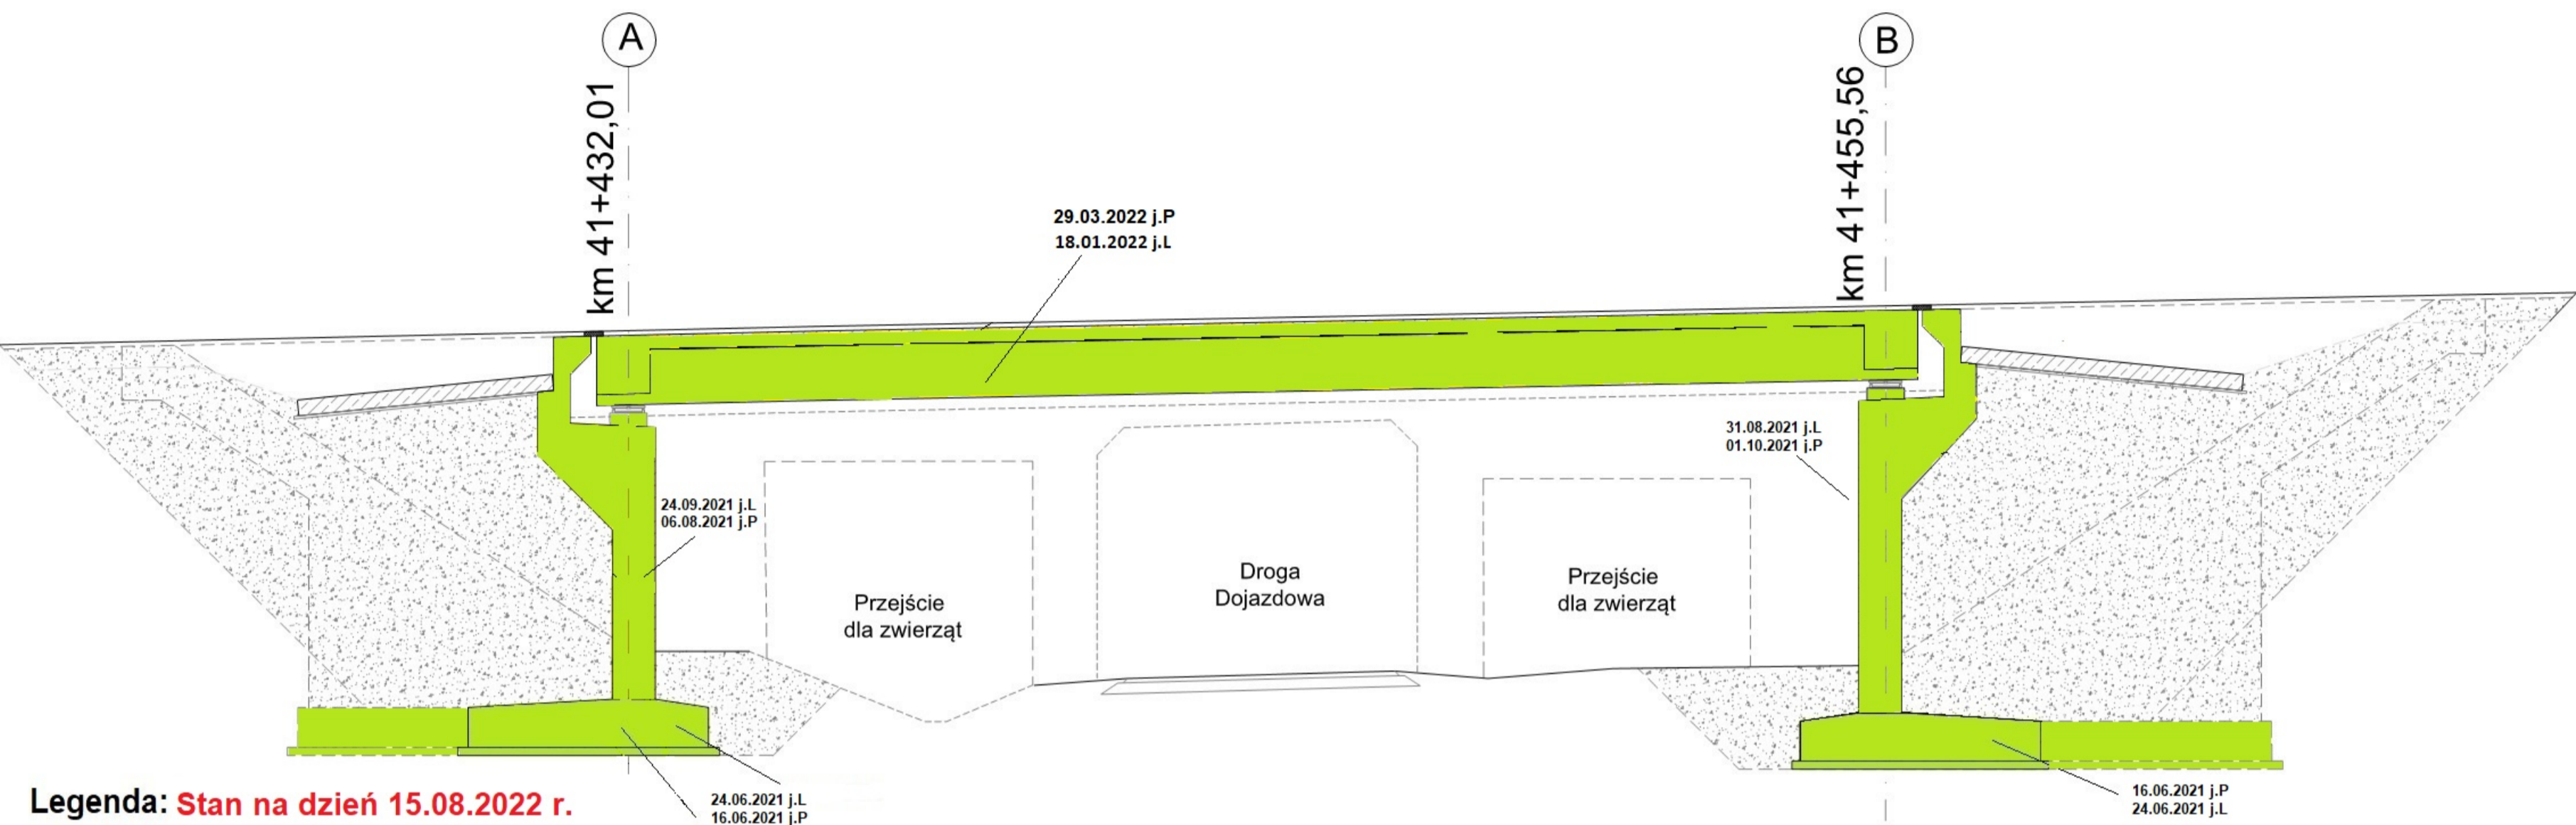 A
B
km 41+432,01
km 41+455,56
29.03.2022 j.P
18.01.2022 j.L
31.08.2021 j.L
01.10.2021 j.P
24.09.2021 j.L
06.08.2021 j.P
Przejście
dla zwierząt
Droga
Dojazdowa
Przejście
dla zwierząt
Legenda: Stan na dzień 15.08.2022 r.
24.06.2021 j.L
16.06.2021 j.P
16.06.2021 j.P
24.06.2021 j.L